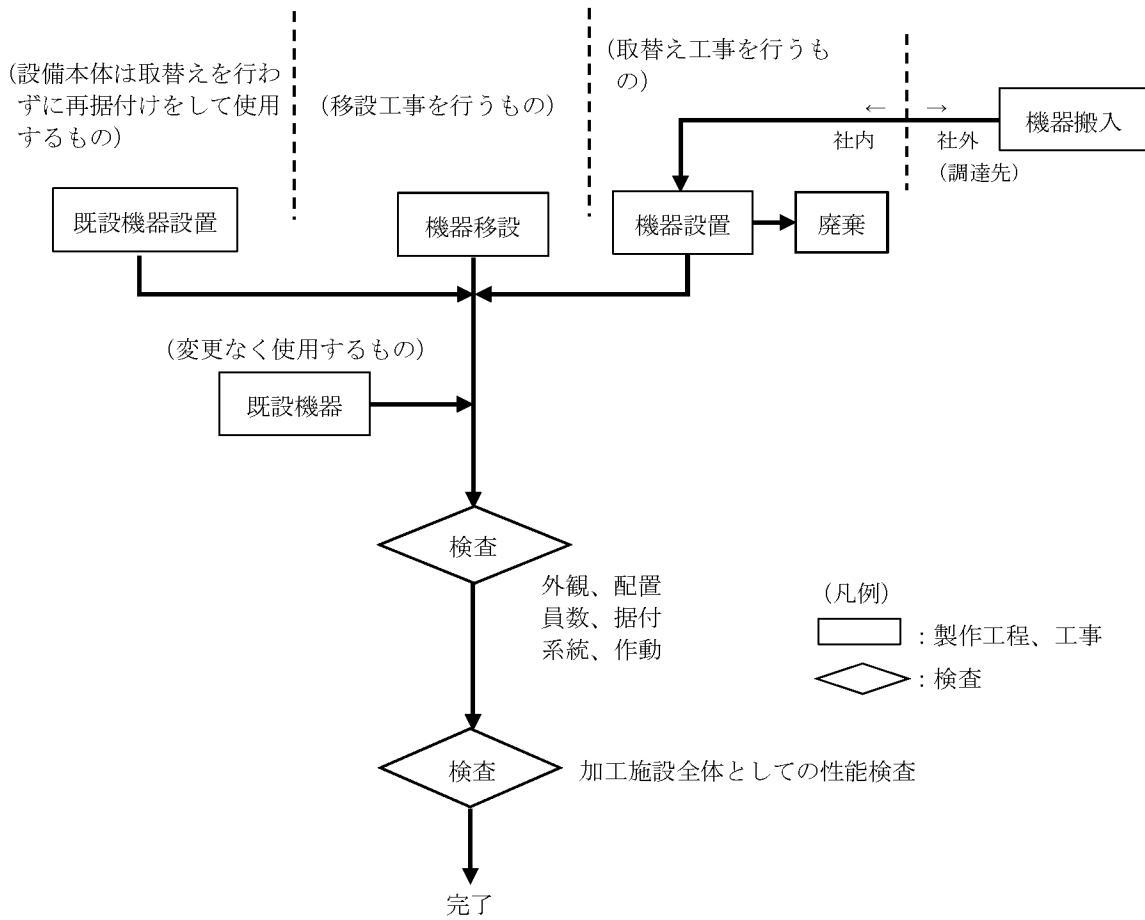 (設備本体は取替えを行わ
ずに再据付けをして使用
するもの)
(移設工事を行うもの)
(取替え工事を行うも
の)
← →
社内 社外
(調達先)
機器搬入
既設機器設置
機器移設
機器設置
廃棄
(変更なく使用するもの)
既設機器
検査
外観、配置
員数、据付
系統、作動
(凡例)
：製作工程、工事
：検査
検査
加工施設全体としての性能検査
完了